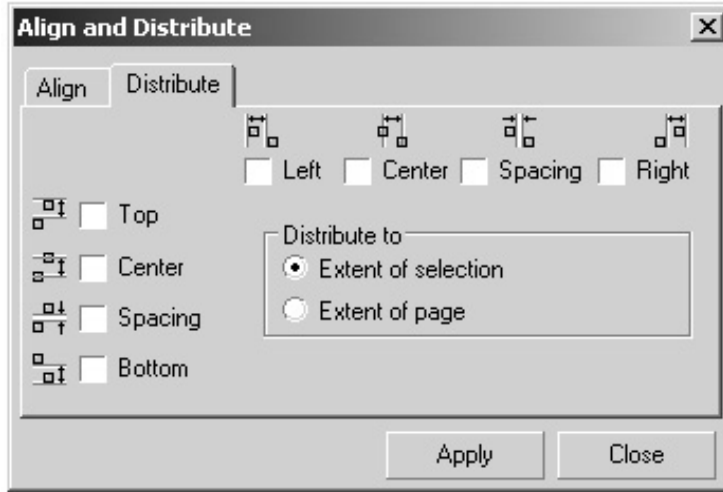 Align and Distribute
Align Distribute
Left Center Spacing Right
Top
Distribute to
Center
Extent of selection
Spacing
Extent of page
Bottom
Apply Close